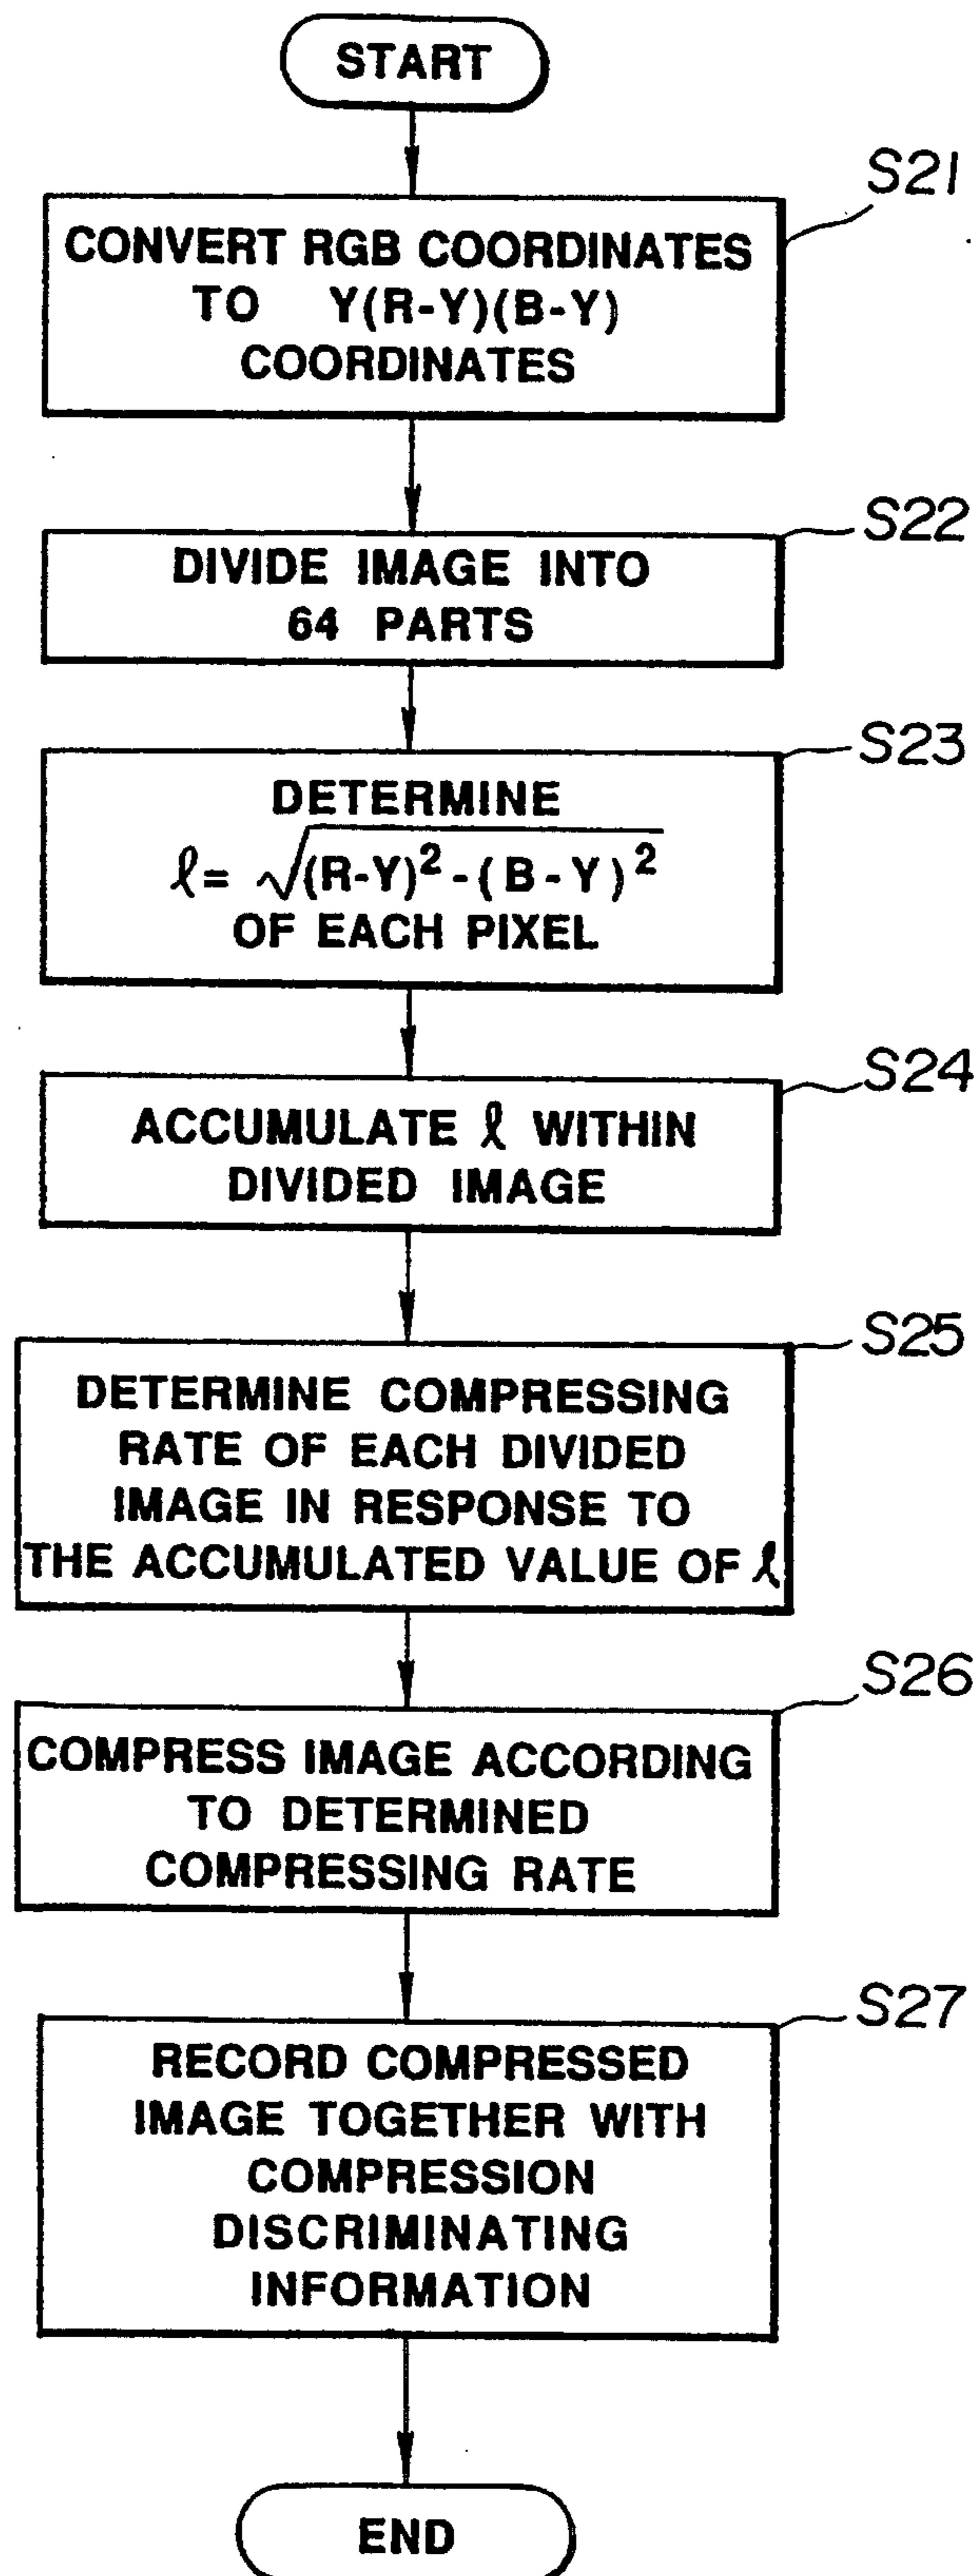 START
S21
CONVERT RGB COORDINATES
TO Y(R-Y)(B-Y)
COORDINATES
S22
DIVIDE IMAGE INTO
64 PARTS
S23
DETERMINE
ℓ= √(R-Y)² - (B-Y)²
OF EACH PIXEL
S24
ACCUMULATE ℓ WITHIN
DIVIDED IMAGE
S25
DETERMINE COMPRESSING
RATE OF EACH DIVIDED
IMAGE IN RESPONSE TO
THE ACCUMULATED VALUE OF ℓ
S26
COMPRESS IMAGE ACCORDING
TO DETERMINED
COMPRESSING RATE
S27
RECORD COMPRESSED
IMAGE TOGETHER WITH
COMPRESSION
DISCRIMINATING
INFORMATION
END